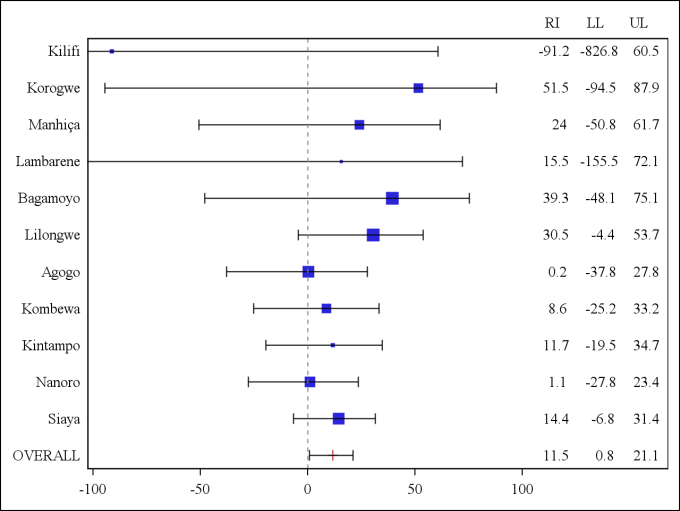 RI LL UL
Kilifi -91.2 -826.8 60.5
Korogwe 51.5 -94.5 87.9
Manhiça 24 -50.8 61.7
Lambarene 15.5 -155.5 72.1
Bagamoyo 39.3 -48.1 75.1
Lilongwe 30.5 -4.4 53.7
Agogo 0.2 -37.8 27.8
Kombewa 8.6 -25.2 33.2
Kintampo 11.7 -19.5 34.7
Nanoro 1.1 -27.8 23.4
Siaya 14.4 -6.8 31.4
OVERALL 11.5 0.8 21.1
-100 -50 0 50 100